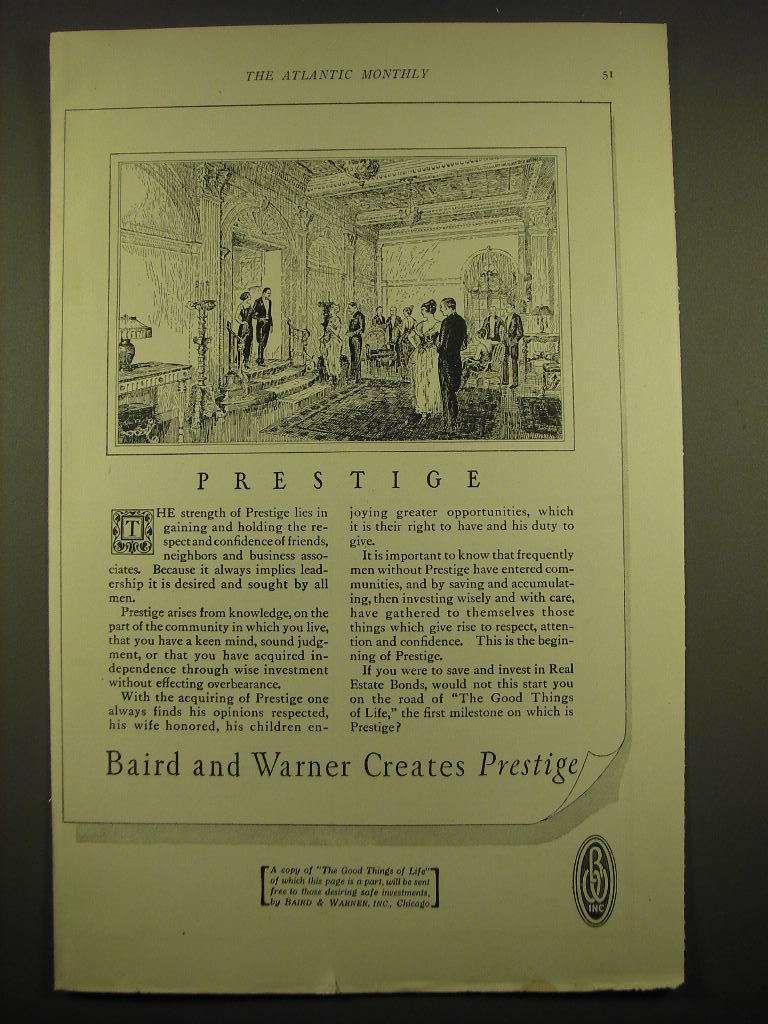 THE ATLANTIC MONTHLY
51
PRESTIGE
THE strength of Prestige lies in
gaining and holding the re-
spect and confidence of friends,
neighbors and business asso-
ciates. Because it always implies lead-
ership it is desired and sought by all
men.
Prestige arises from knowledge, on the
part of the community in which you live,
that you have a keen mind, sound judg-
ment, or that you have acquired in-
dependence through wise investment
without effecting overbearance.
With the acquiring of Prestige one
always finds his opinions respected,
his wife honored, his children en-
joying greater opportunities, which
it is their right to have and his duty to
give.
It is important to know that frequently
men without Prestige have entered com-
munities, and by saving and accumulat-
ing, then investing wisely and with care,
have gathered to themselves those
things which give rise to respect, atten-
tion and confidence. This is the begin-
ning of Prestige.
If you were to save and invest in Real
Estate Bonds, would not this start you
on the road of "The Good Things
of Life," the first milestone on which is
Prestige?
Baird and Warner Creates Prestige
A copy of "The Good Things of Life"
of which this page is a part, will be sent
free to those desiring safe investments,
by BAIRD & WARNER, INC., Chicago
BW
INC